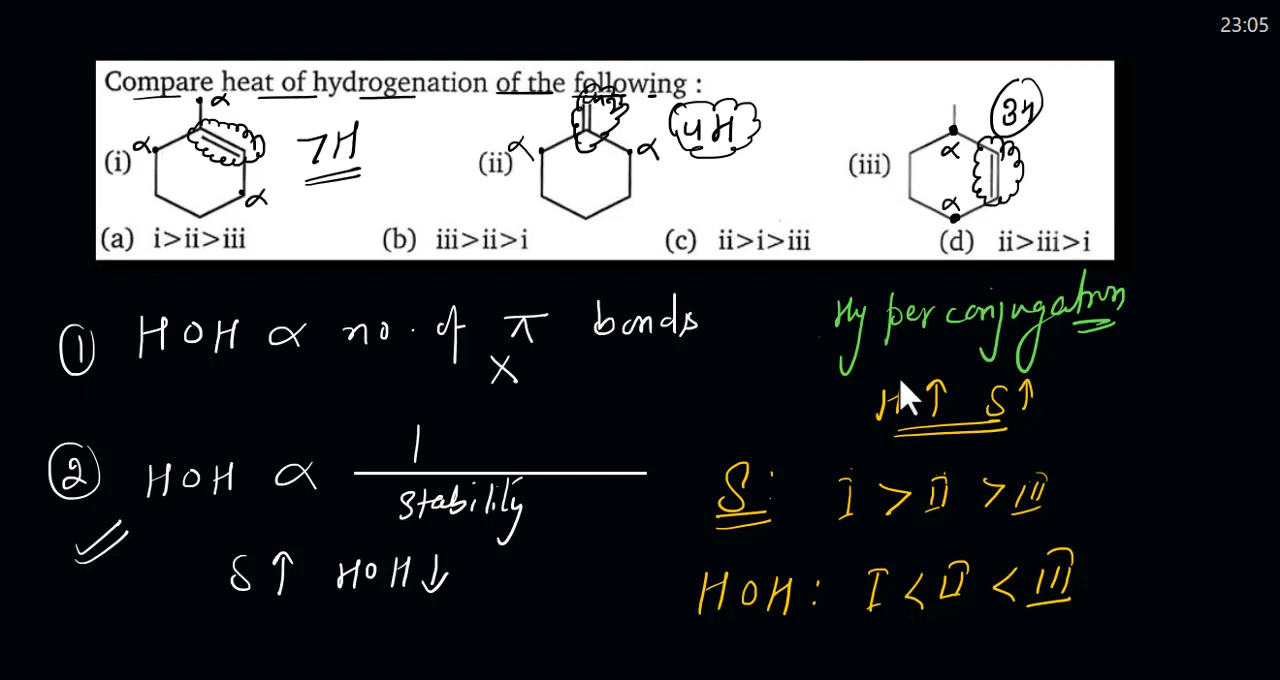 23:05
Compare heat of hydrogenation of the following :
(i) α α α 7H
(ii) α α CH2 4H
(iii) α α 3H
(a) i>ii>iii (b) iii>ii>i (c) ii>i>iii (d) ii>iii>i
① HOH ∝ no. of π bonds
X
Hyperconjugation
H↑ S↑
② HOH ∝ 1
stability
S: I > II > III
S↑ HOH↓
HOH: I < II < III